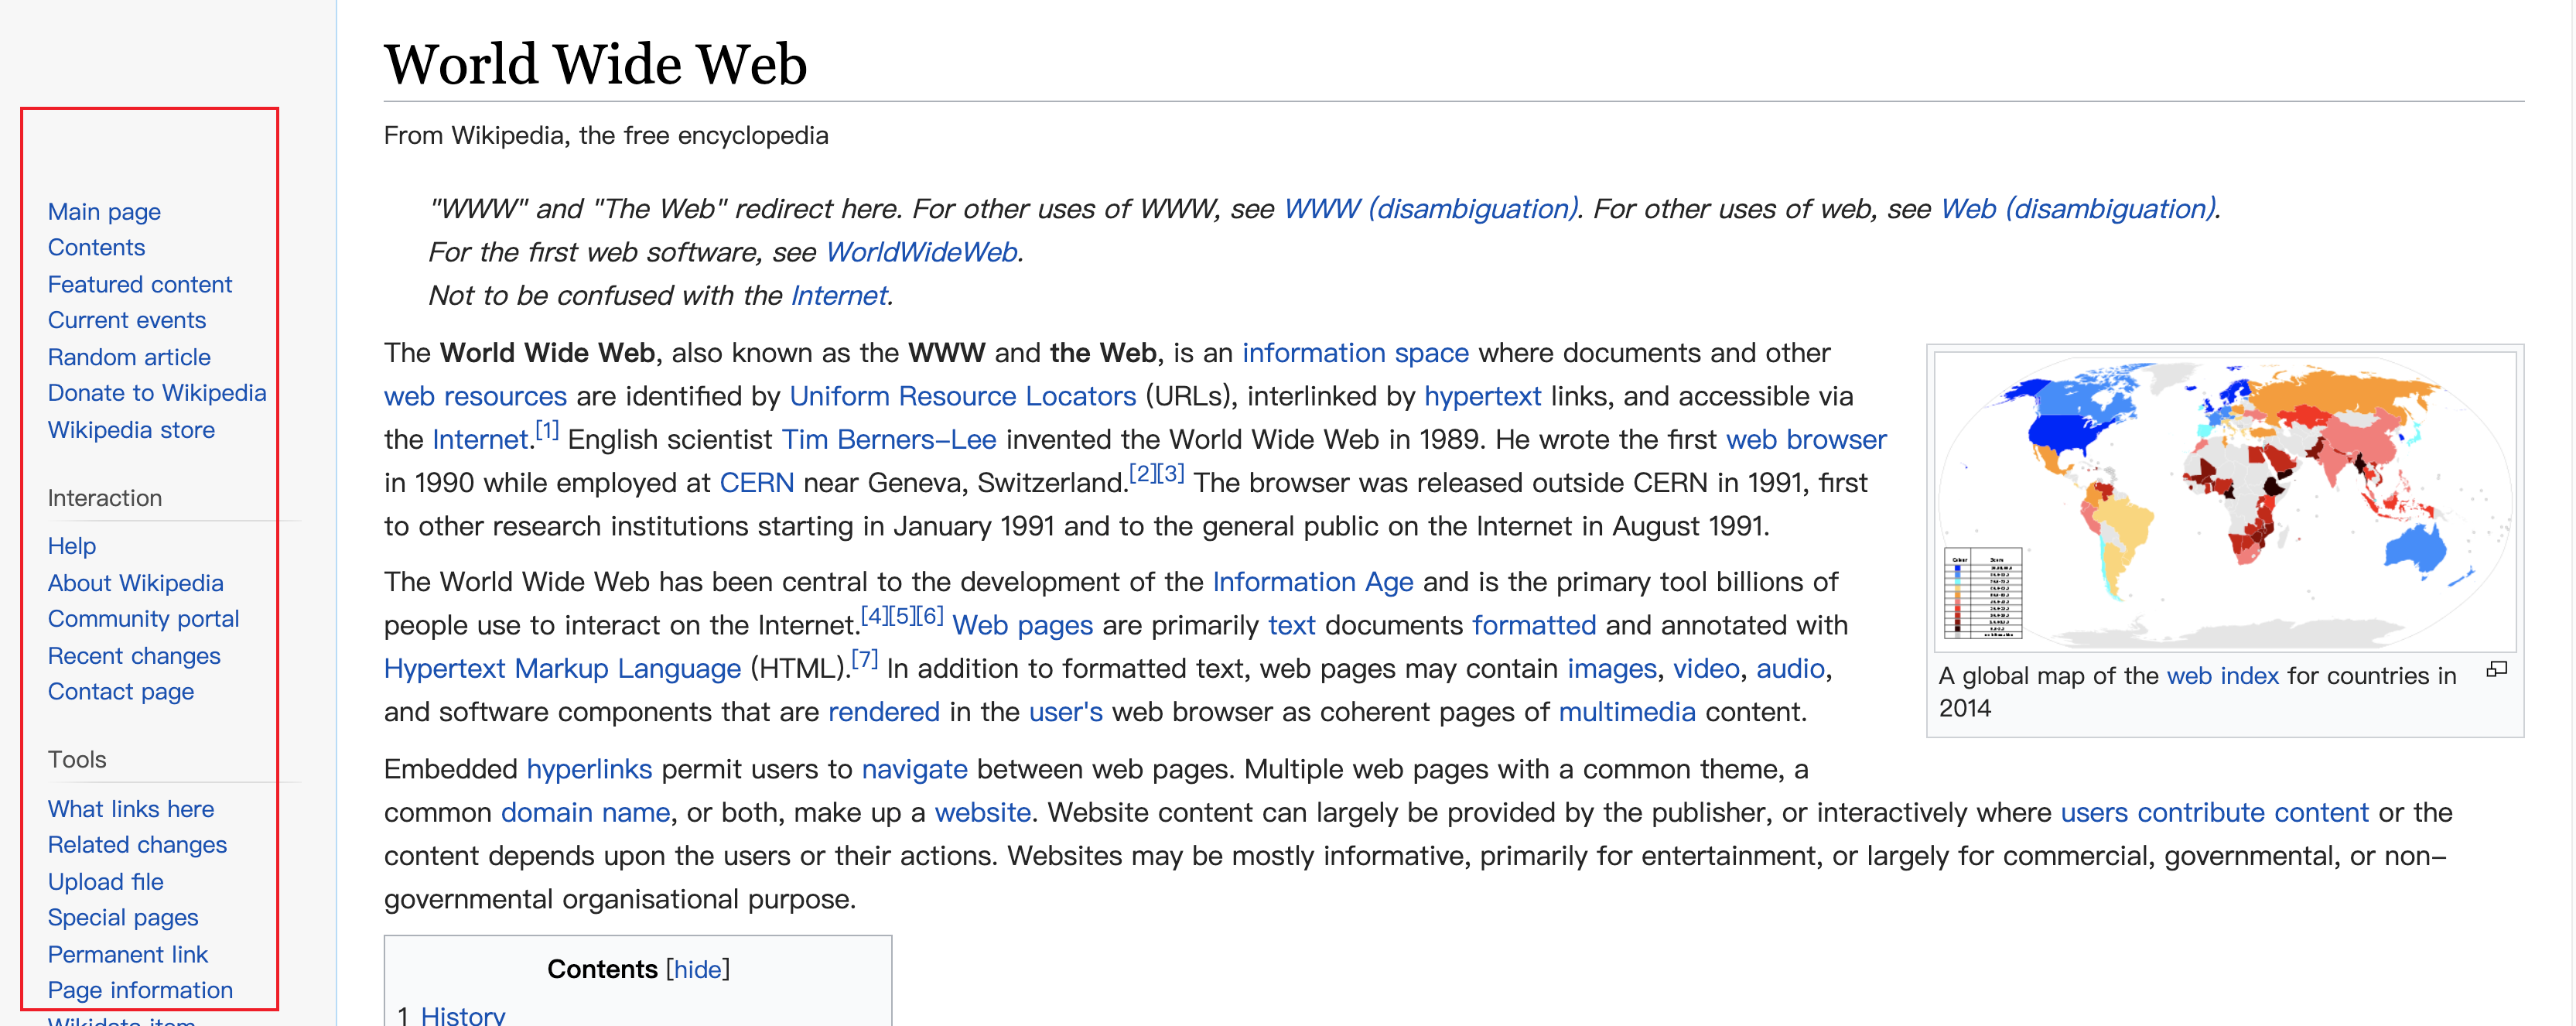 World Wide Web
From Wikipedia, the free encyclopedia
"WWW" and "The Web" redirect here. For other uses of WWW, see WWW (disambiguation). For other uses of web, see Web (disambiguation).
For the first web software, see WorldWideWeb.
Not to be confused with the Internet.
The World Wide Web, also known as the WWW and the Web, is an information space where documents and other
web resources are identified by Uniform Resource Locators (URLs), interlinked by hypertext links, and accessible via
the Internet.[1] English scientist Tim Berners-Lee invented the World Wide Web in 1989. He wrote the first web browser
in 1990 while employed at CERN near Geneva, Switzerland.[2][3] The browser was released outside CERN in 1991, first
to other research institutions starting in January 1991 and to the general public on the Internet in August 1991.
The World Wide Web has been central to the development of the Information Age and is the primary tool billions of
people use to interact on the Internet.[4][5][6] Web pages are primarily text documents formatted and annotated with
Hypertext Markup Language (HTML).[7] In addition to formatted text, web pages may contain images, video, audio,
and software components that are rendered in the user's web browser as coherent pages of multimedia content.
Embedded hyperlinks permit users to navigate between web pages. Multiple web pages with a common theme, a
common domain name, or both, make up a website. Website content can largely be provided by the publisher, or interactively where users contribute content or the
content depends upon the users or their actions. Websites may be mostly informative, primarily for entertainment, or largely for commercial, governmental, or non-
governmental organisational purpose.
Contents [hide]
1 History
A global map of the web index for countries in
2014
Main page
Contents
Featured content
Current events
Random article
Donate to Wikipedia
Wikipedia store
Interaction
Help
About Wikipedia
Community portal
Recent changes
Contact page
Tools
What links here
Related changes
Upload file
Special pages
Permanent link
Page information
Wikidata item